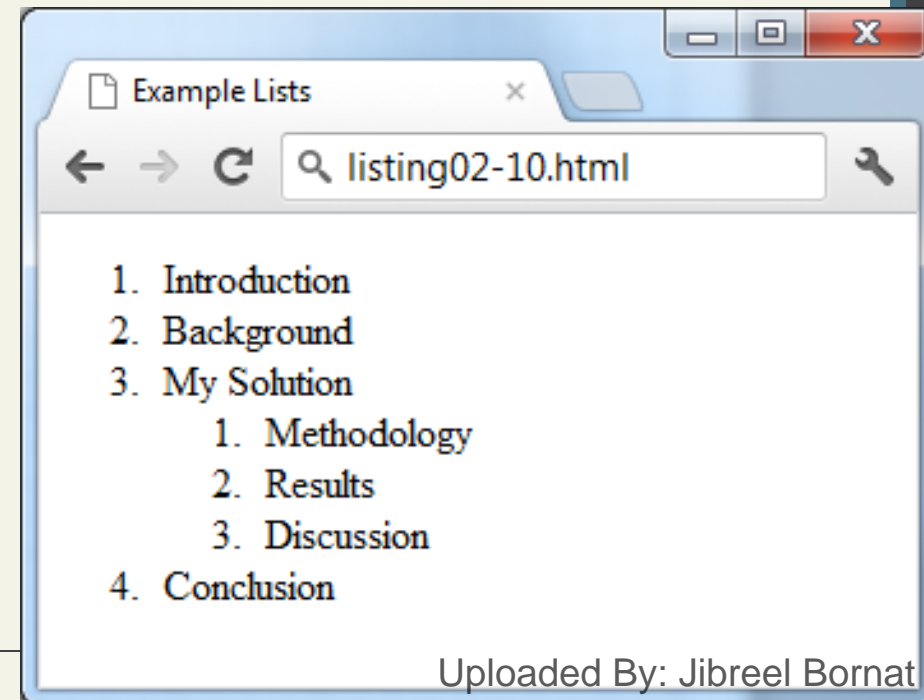 Example Lists
listing02-10.html
1. Introduction
2. Background
3. My Solution
1. Methodology
2. Results
3. Discussion
4. Conclusion
Uploaded By: Jibreel Bornat